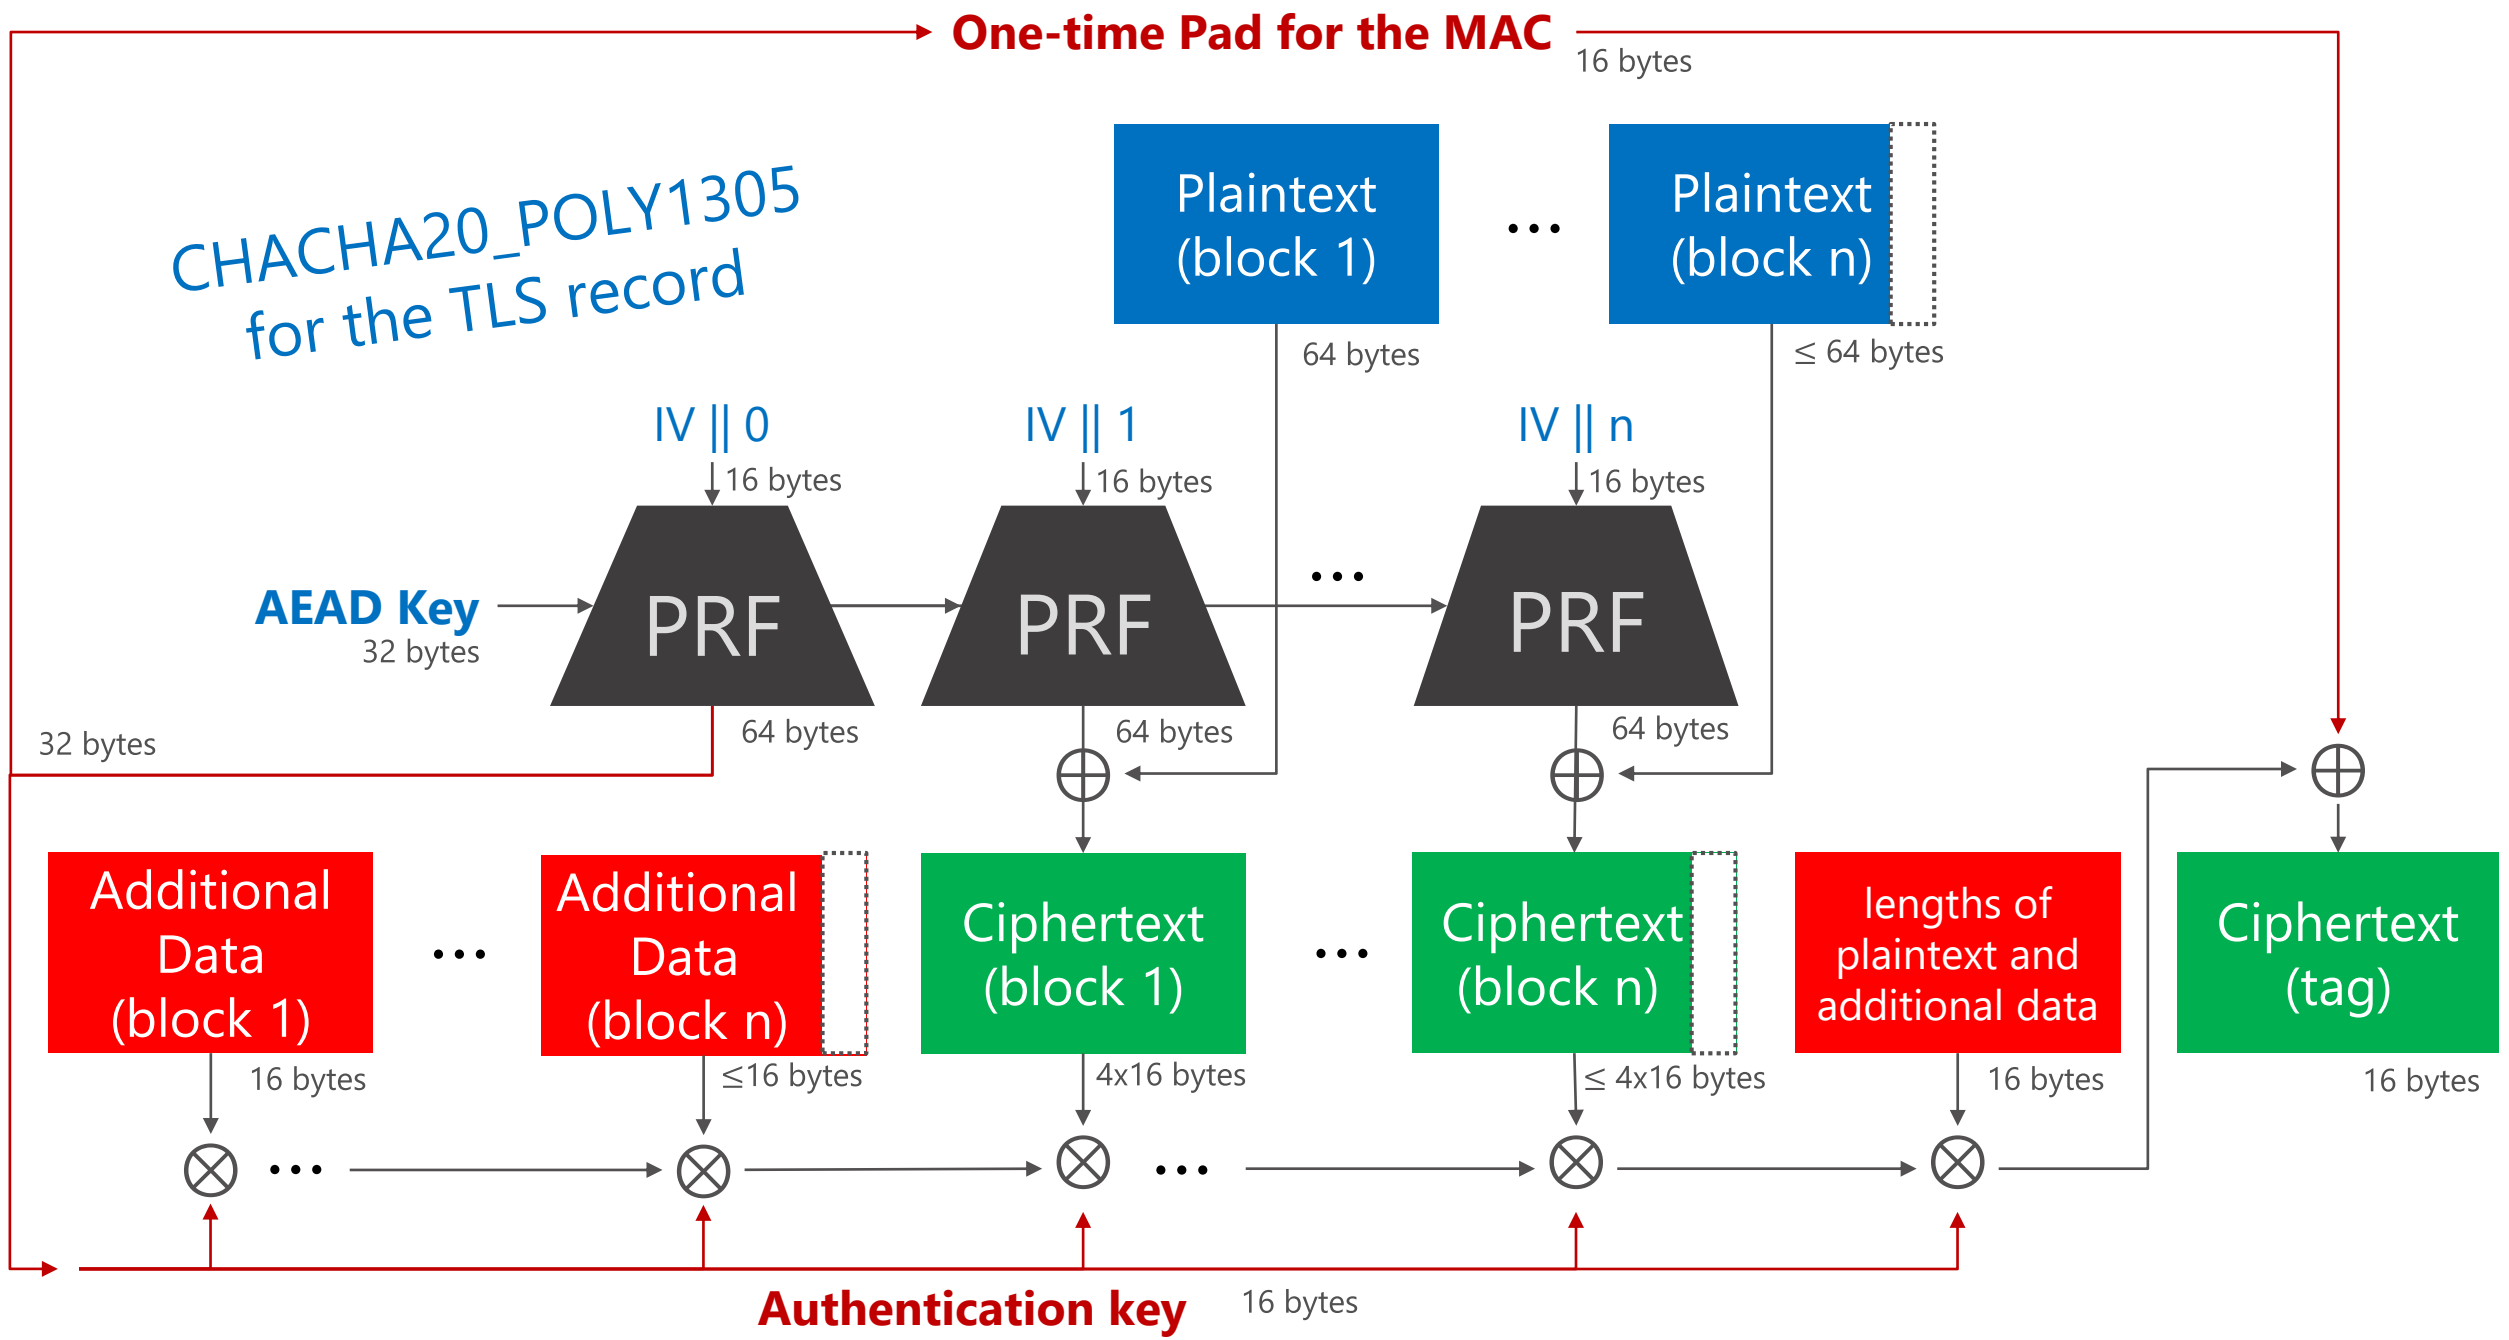 One-time Pad for the MAC
16 bytes
CHACHA20_POLY1305
for the TLS record
Plaintext
(block 1)
...
Plaintext
(block n)
64 bytes
≤ 64 bytes
IV || 0
IV || 1
IV || n
16 bytes
16 bytes
16 bytes
AEAD Key
32 bytes
PRF
PRF
...
PRF
32 bytes
64 bytes
64 bytes
64 bytes
Additional
Data
(block 1)
...
Additional
Data
(block n)
Ciphertext
(block 1)
...
Ciphertext
(block n)
lengths of
plaintext and
additional data
Ciphertext
(tag)
16 bytes
≤16 bytes
4x16 bytes
≤ 4x16 bytes
16 bytes
16 bytes
...
...
Authentication key
16 bytes